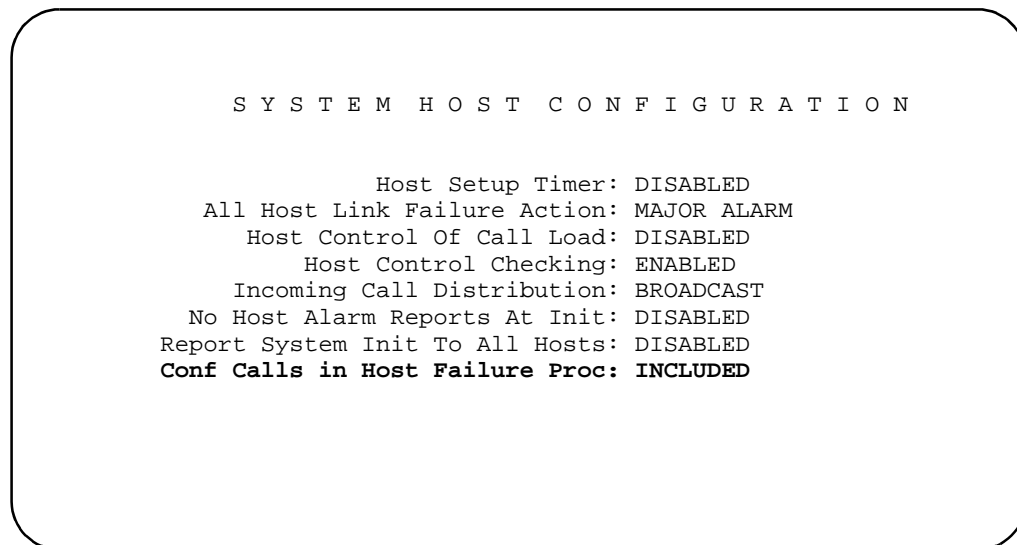 S Y S T E M H O S T C O N F I G U R A T I O N
Host Setup Timer: DISABLED
All Host Link Failure Action: MAJOR ALARM
Host Control Of Call Load: DISABLED
Host Control Checking: ENABLED
Incoming Call Distribution: BROADCAST
No Host Alarm Reports At Init: DISABLED
Report System Init To All Hosts: DISABLED
Conf Calls in Host Failure Proc: INCLUDED